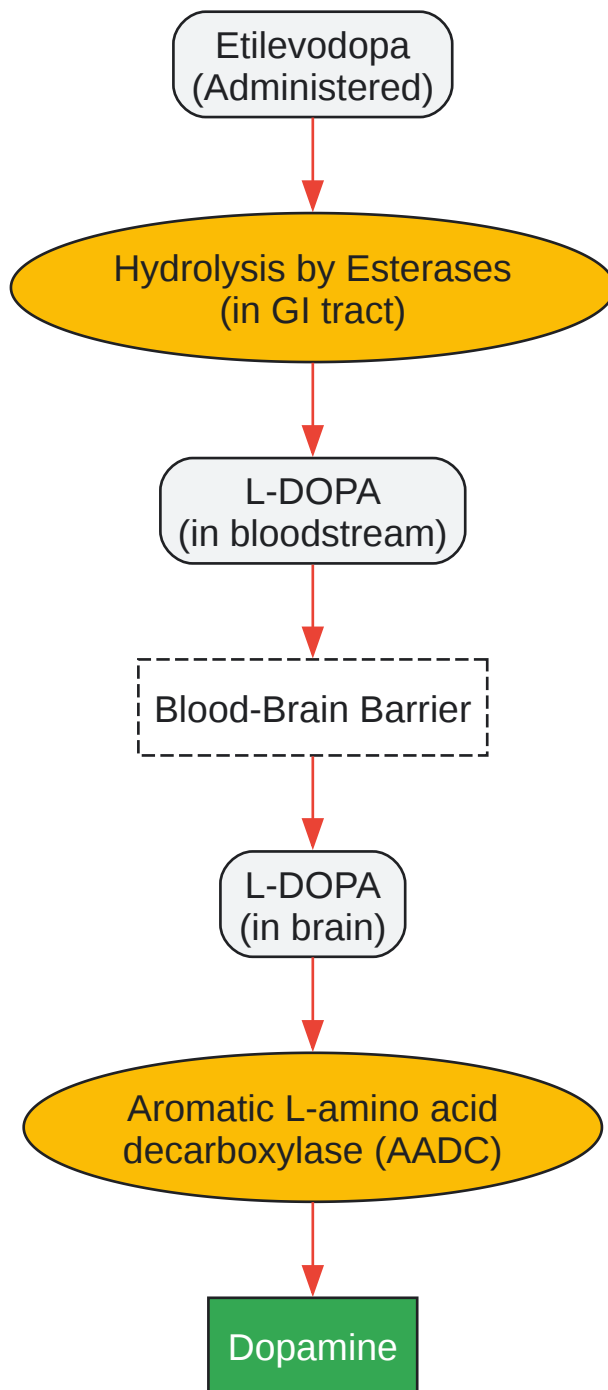 Etilevodopa
(Administered)
Hydrolysis by Esterases
(in GI tract)
L-DOPA
(in bloodstream)
Blood-Brain Barrier
L-DOPA
(in brain)
Aromatic L-amino acid
decarboxylase (AADC)
Dopamine